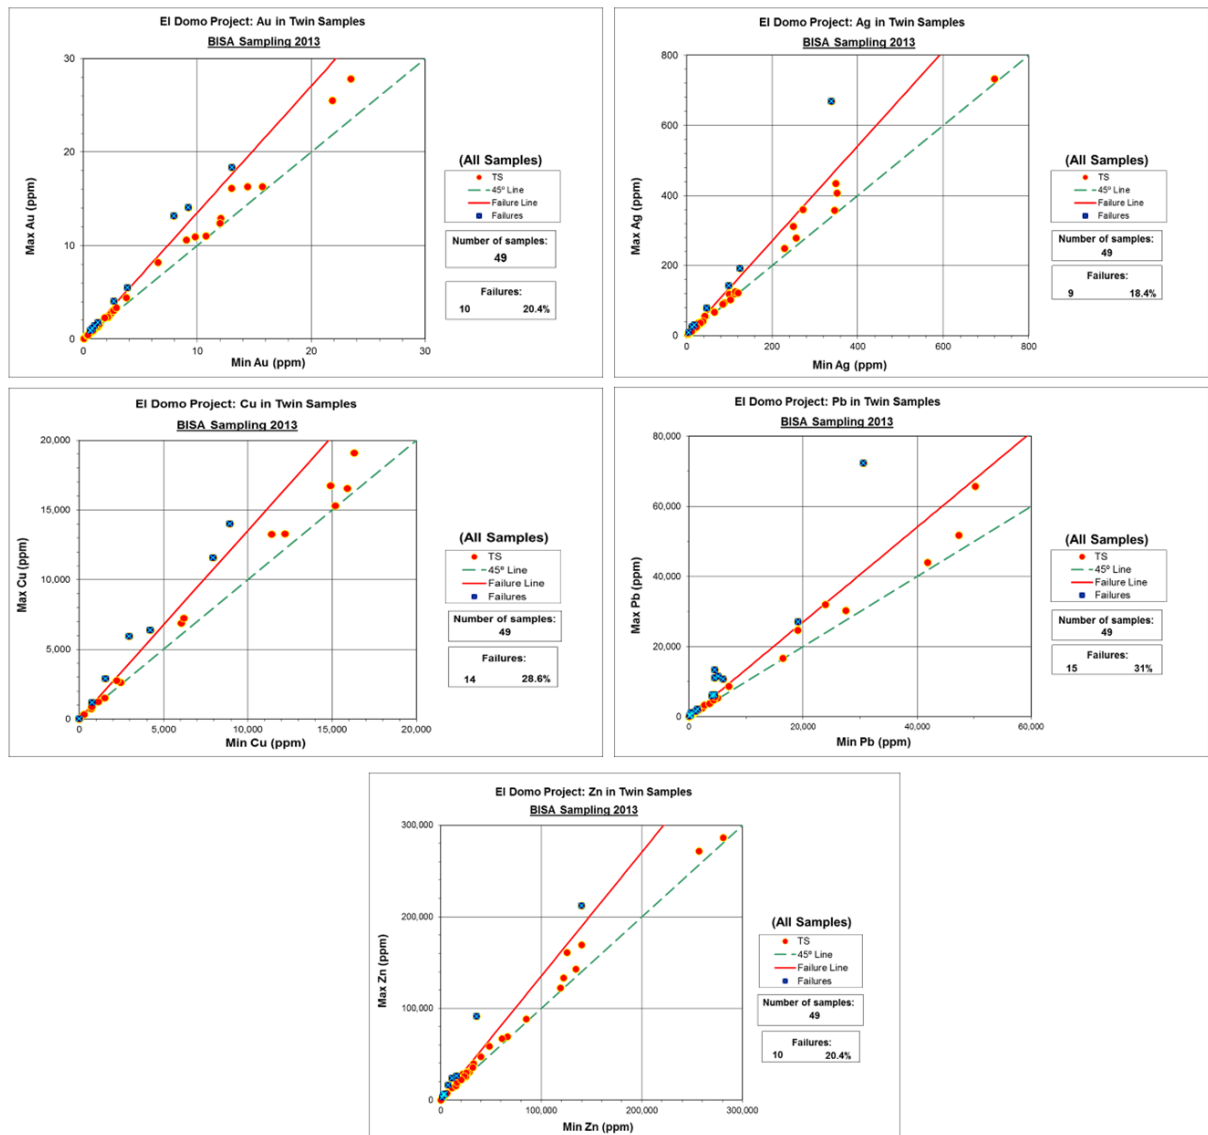 El Domo Project: Au in Twin Samples
BISA Sampling 2013
30
20
10
0
0
10
20
30
Max Au (ppm)
Min Au (ppm)
(All Samples)
TS
45º Line
Failure Line
Failures
Number of samples:
49
Failures:
10 20.4%
El Domo Project: Ag in Twin Samples
BISA Sampling 2013
800
600
400
200
0
0
200
400
600
800
Max Ag (ppm)
Min Ag (ppm)
(All Samples)
TS
45º Line
Failure Line
Failures
Number of samples:
49
Failures:
9 18.4%
El Domo Project: Cu in Twin Samples
BISA Sampling 2013
20,000
15,000
10,000
5,000
0
0
5,000
10,000
15,000
20,000
Max Cu (ppm)
Min Cu (ppm)
(All Samples)
TS
45º Line
Failure Line
Failures
Number of samples:
49
Failures:
14 28.6%
El Domo Project: Pb in Twin Samples
BISA Sampling 2013
80,000
60,000
40,000
20,000
0
0
20,000
40,000
60,000
Max Pb (ppm)
Min Pb (ppm)
(All Samples)
TS
45º Line
Failure Line
Failures
Number of samples:
49
Failures:
15 31%
El Domo Project: Zn in Twin Samples
BISA Sampling 2013
300,000
200,000
100,000
0
0
100,000
200,000
300,000
Max Zn (ppm)
Min Zn (ppm)
(All Samples)
TS
45º Line
Failure Line
Failures
Number of samples:
49
Failures:
10 20.4%